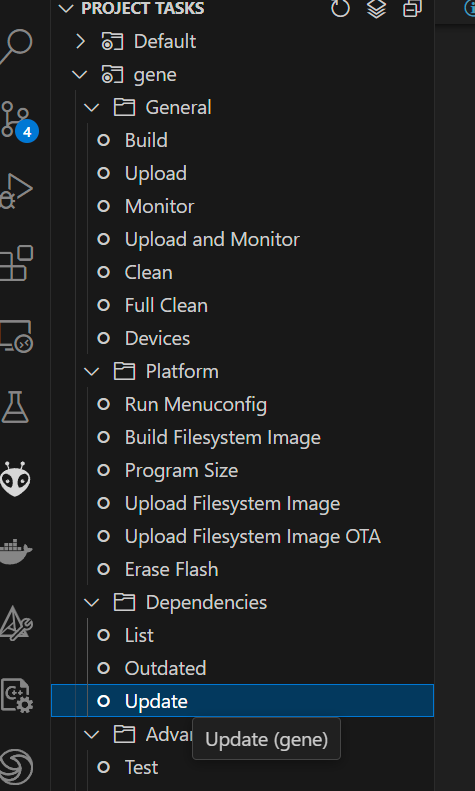 PROJECT TASKS
Default
gene
General
4
Build
Upload
Monitor
Upload and Monitor
Clean
Full Clean
Devices
Platform
Run Menuconfig
Build Filesystem Image
Program Size
Upload Filesystem Image
Upload Filesystem Image OTA
Erase Flash
Dependencies
List
Outdated
Update
Update (gene)
Test